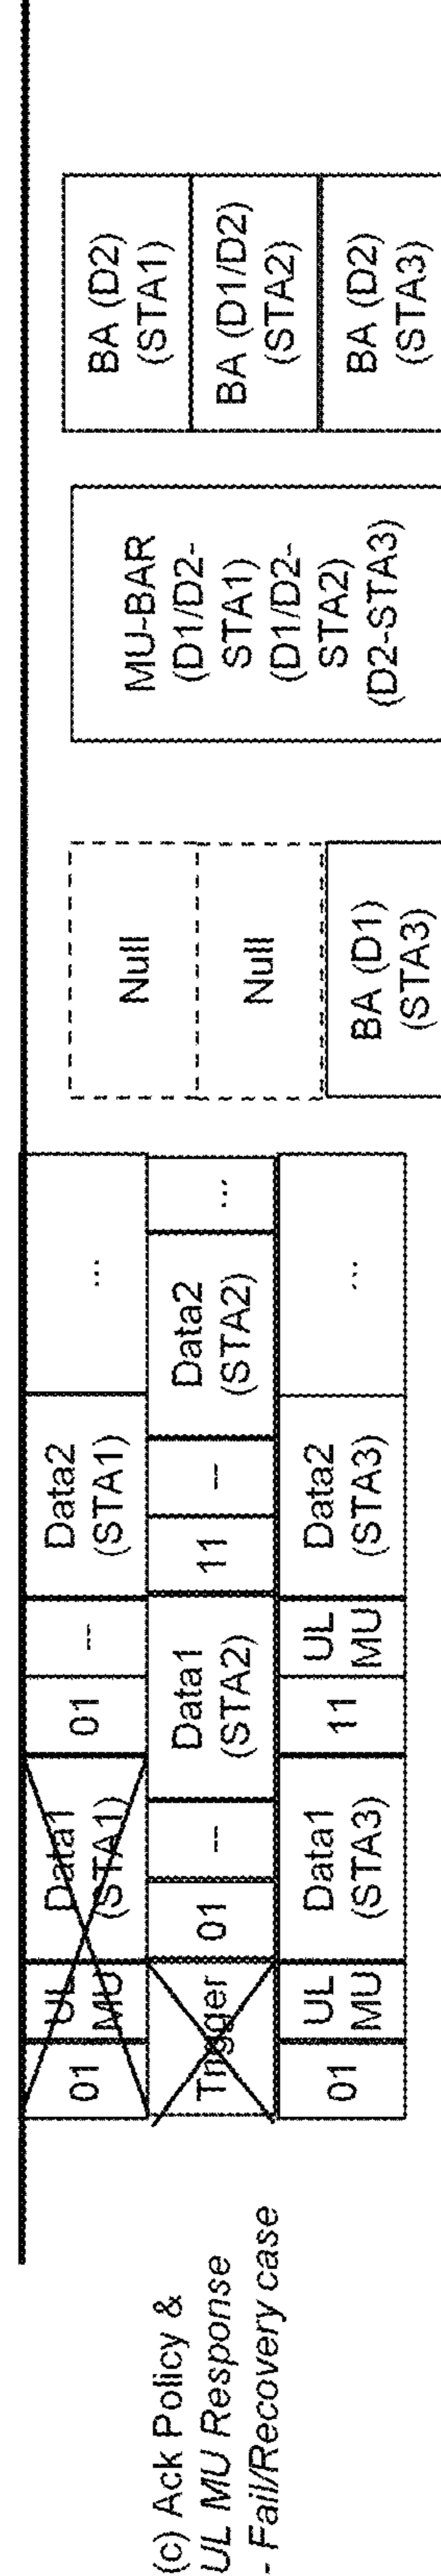 (c) Ack Policy &
UL MU Response
- Fail/Recovery case
01
UL
MU
Data1
(STA1)
01
--
Data2
(STA1)
...
Trigger
01
--
Data1
(STA2)
11
--
Data2
(STA2)
...
01
UL
MU
Data1
(STA3)
11
UL
MU
Data2
(STA3)
...
Null
Null
BA (D1)
(STA3)
MU-BAR
(D1/D2-
STA1)
(D1/D2-
STA2)
(D2-STA3)
BA (D2)
(STA1)
BA (D1/D2)
(STA2)
BA (D2)
(STA3)